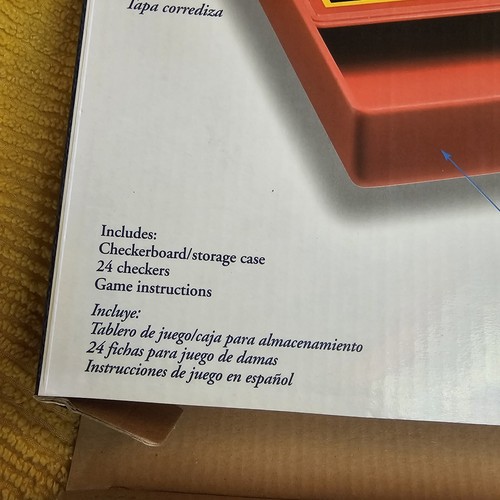 Tapa corrediza
Includes:
Checkerboard/storage case
24 checkers
Game instructions
Incluye:
Tablero de juego/caja para almacenamiento
24 fichas para juego de damas
Instrucciones de juego en español